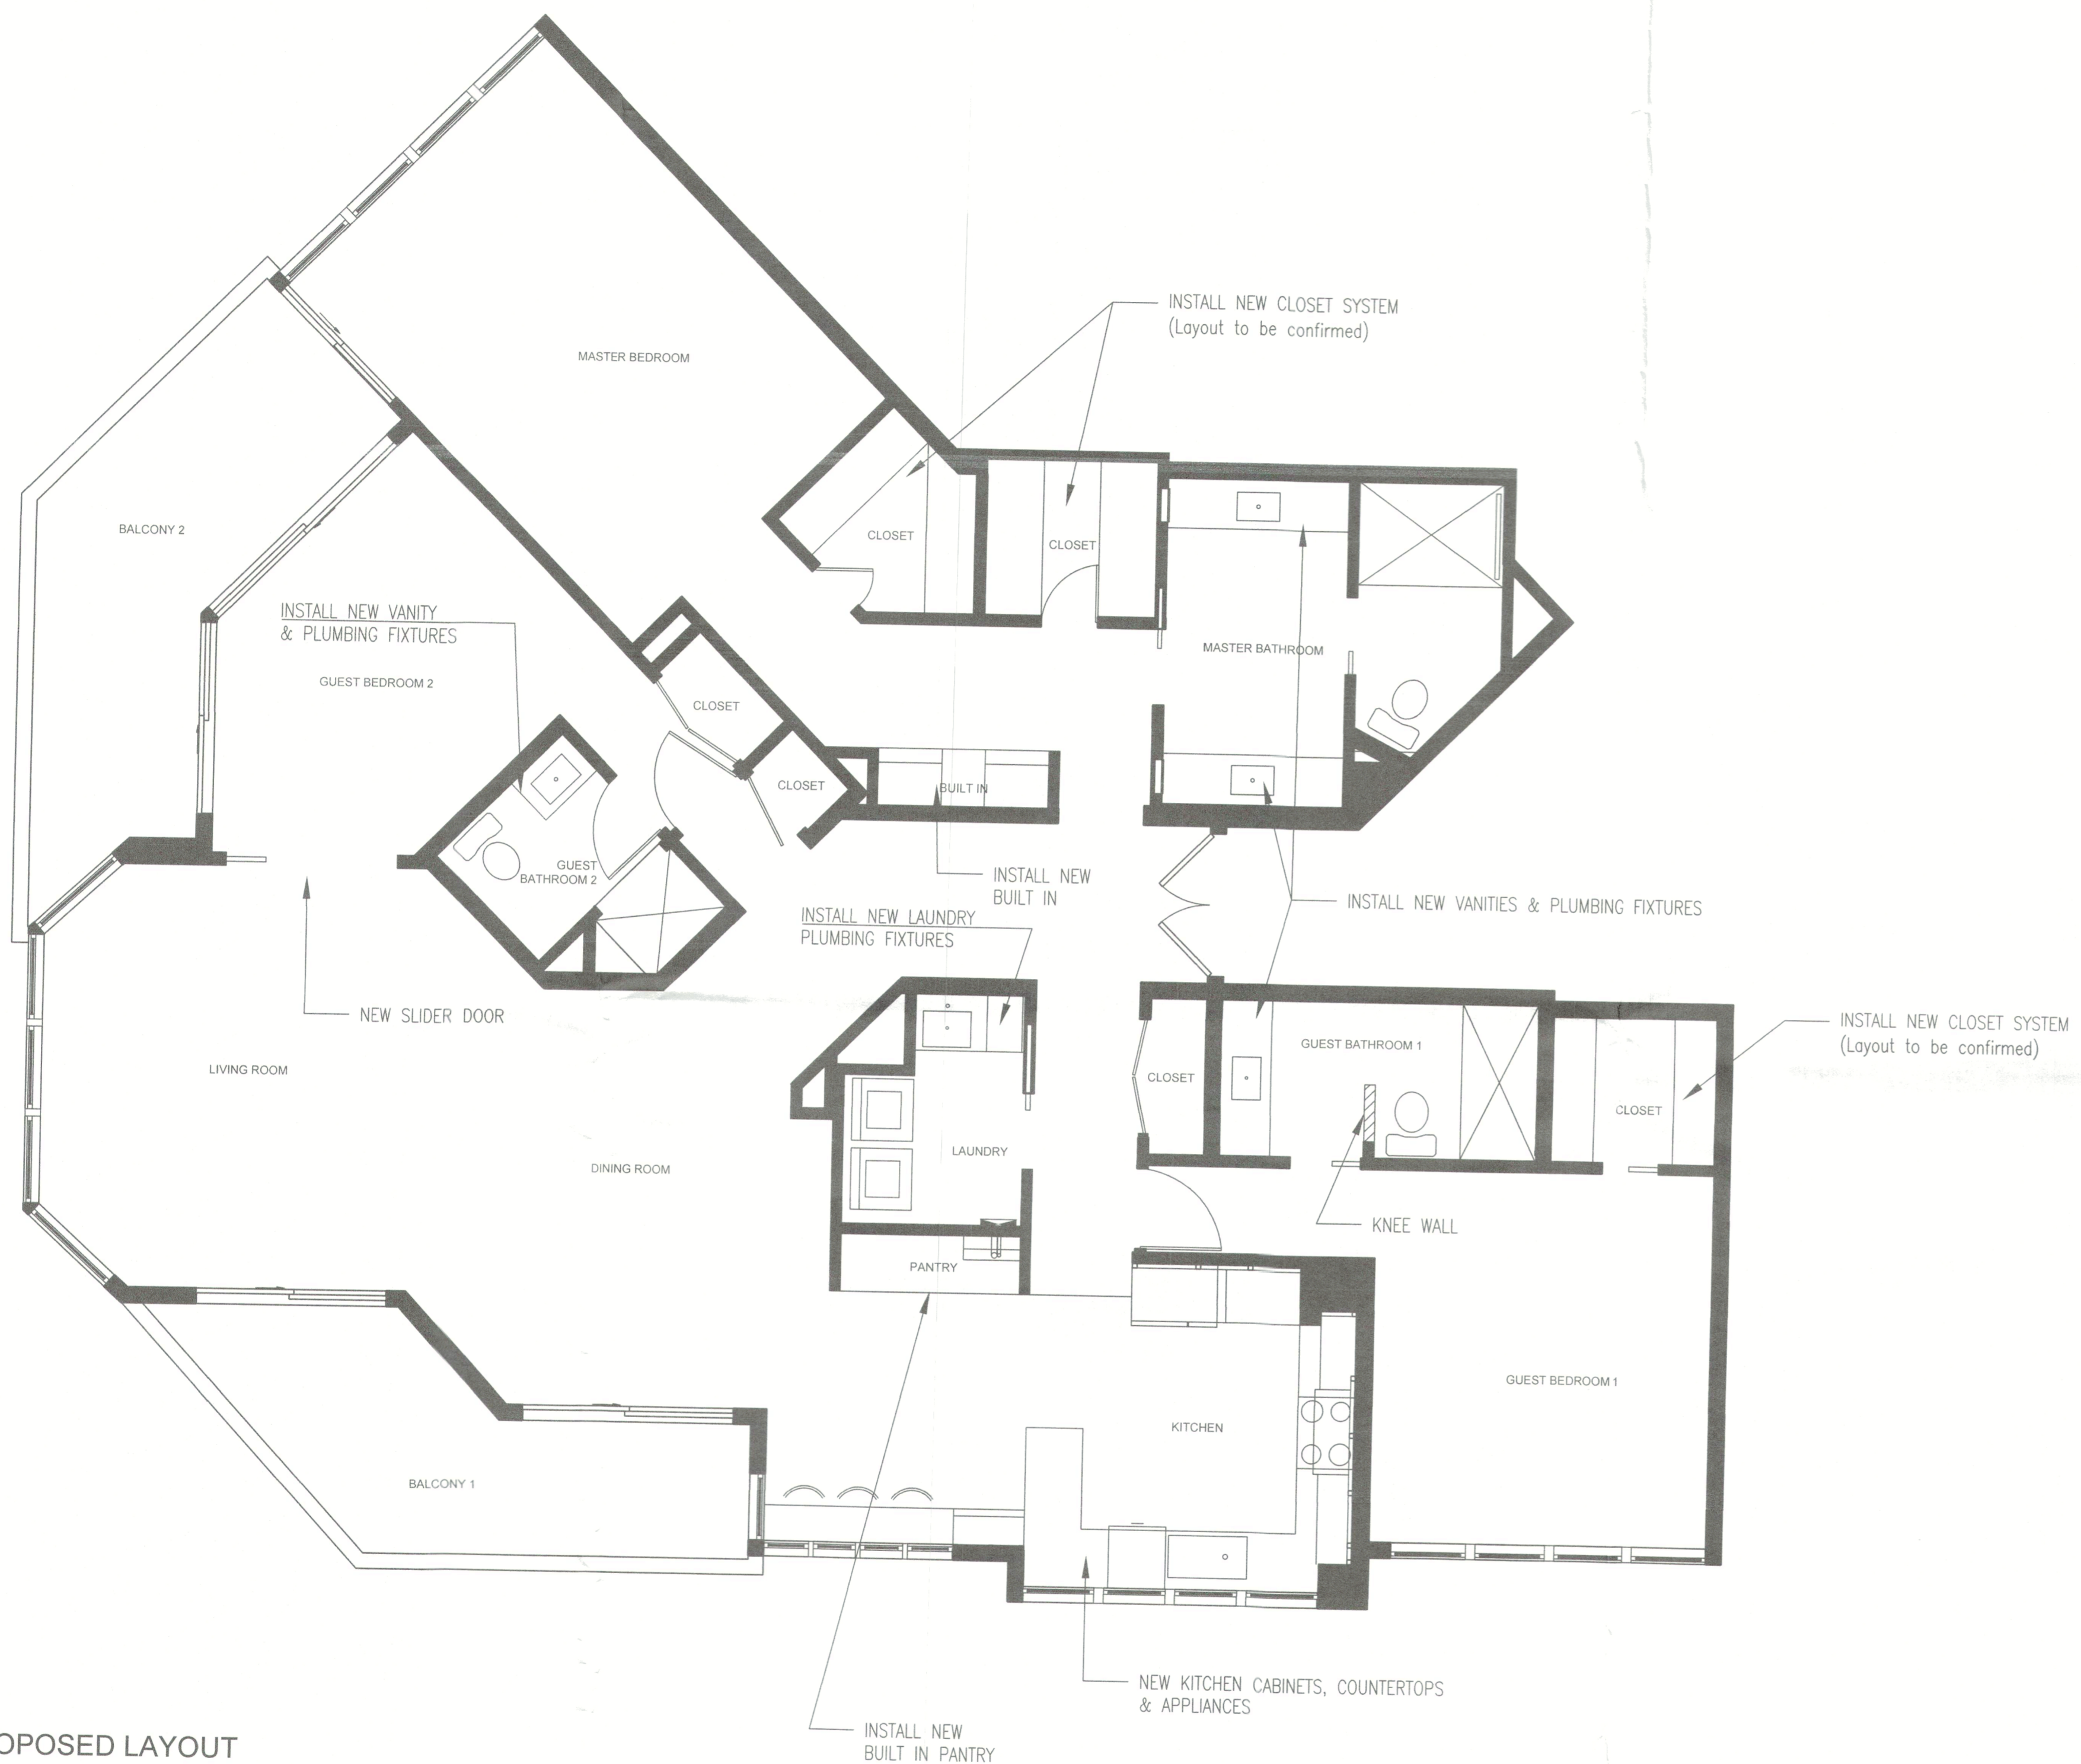 INSTALL NEW CLOSET SYSTEM
(Layout to be confirmed)
MASTER BEDROOM
BALCONY 2
CLOSET
CLOSET
INSTALL NEW VANITY
& PLUMBING FIXTURES
MASTER BATHROOM
GUEST BEDROOM 2
CLOSET
CLOSET
BUILT IN
GUEST
BATHROOM 2
INSTALL NEW
BUILT IN
INSTALL NEW VANITIES & PLUMBING FIXTURES
INSTALL NEW LAUNDRY
PLUMBING FIXTURES
NEW SLIDER DOOR
INSTALL NEW CLOSET SYSTEM
(Layout to be confirmed)
GUEST BATHROOM 1
LIVING ROOM
CLOSET
CLOSET
LAUNDRY
DINING ROOM
KNEE WALL
PANTRY
GUEST BEDROOM 1
KITCHEN
BALCONY 1
NEW KITCHEN CABINETS, COUNTERTOPS
& APPLIANCES
INSTALL NEW
BUILT IN PANTRY
OPOSED LAYOUT